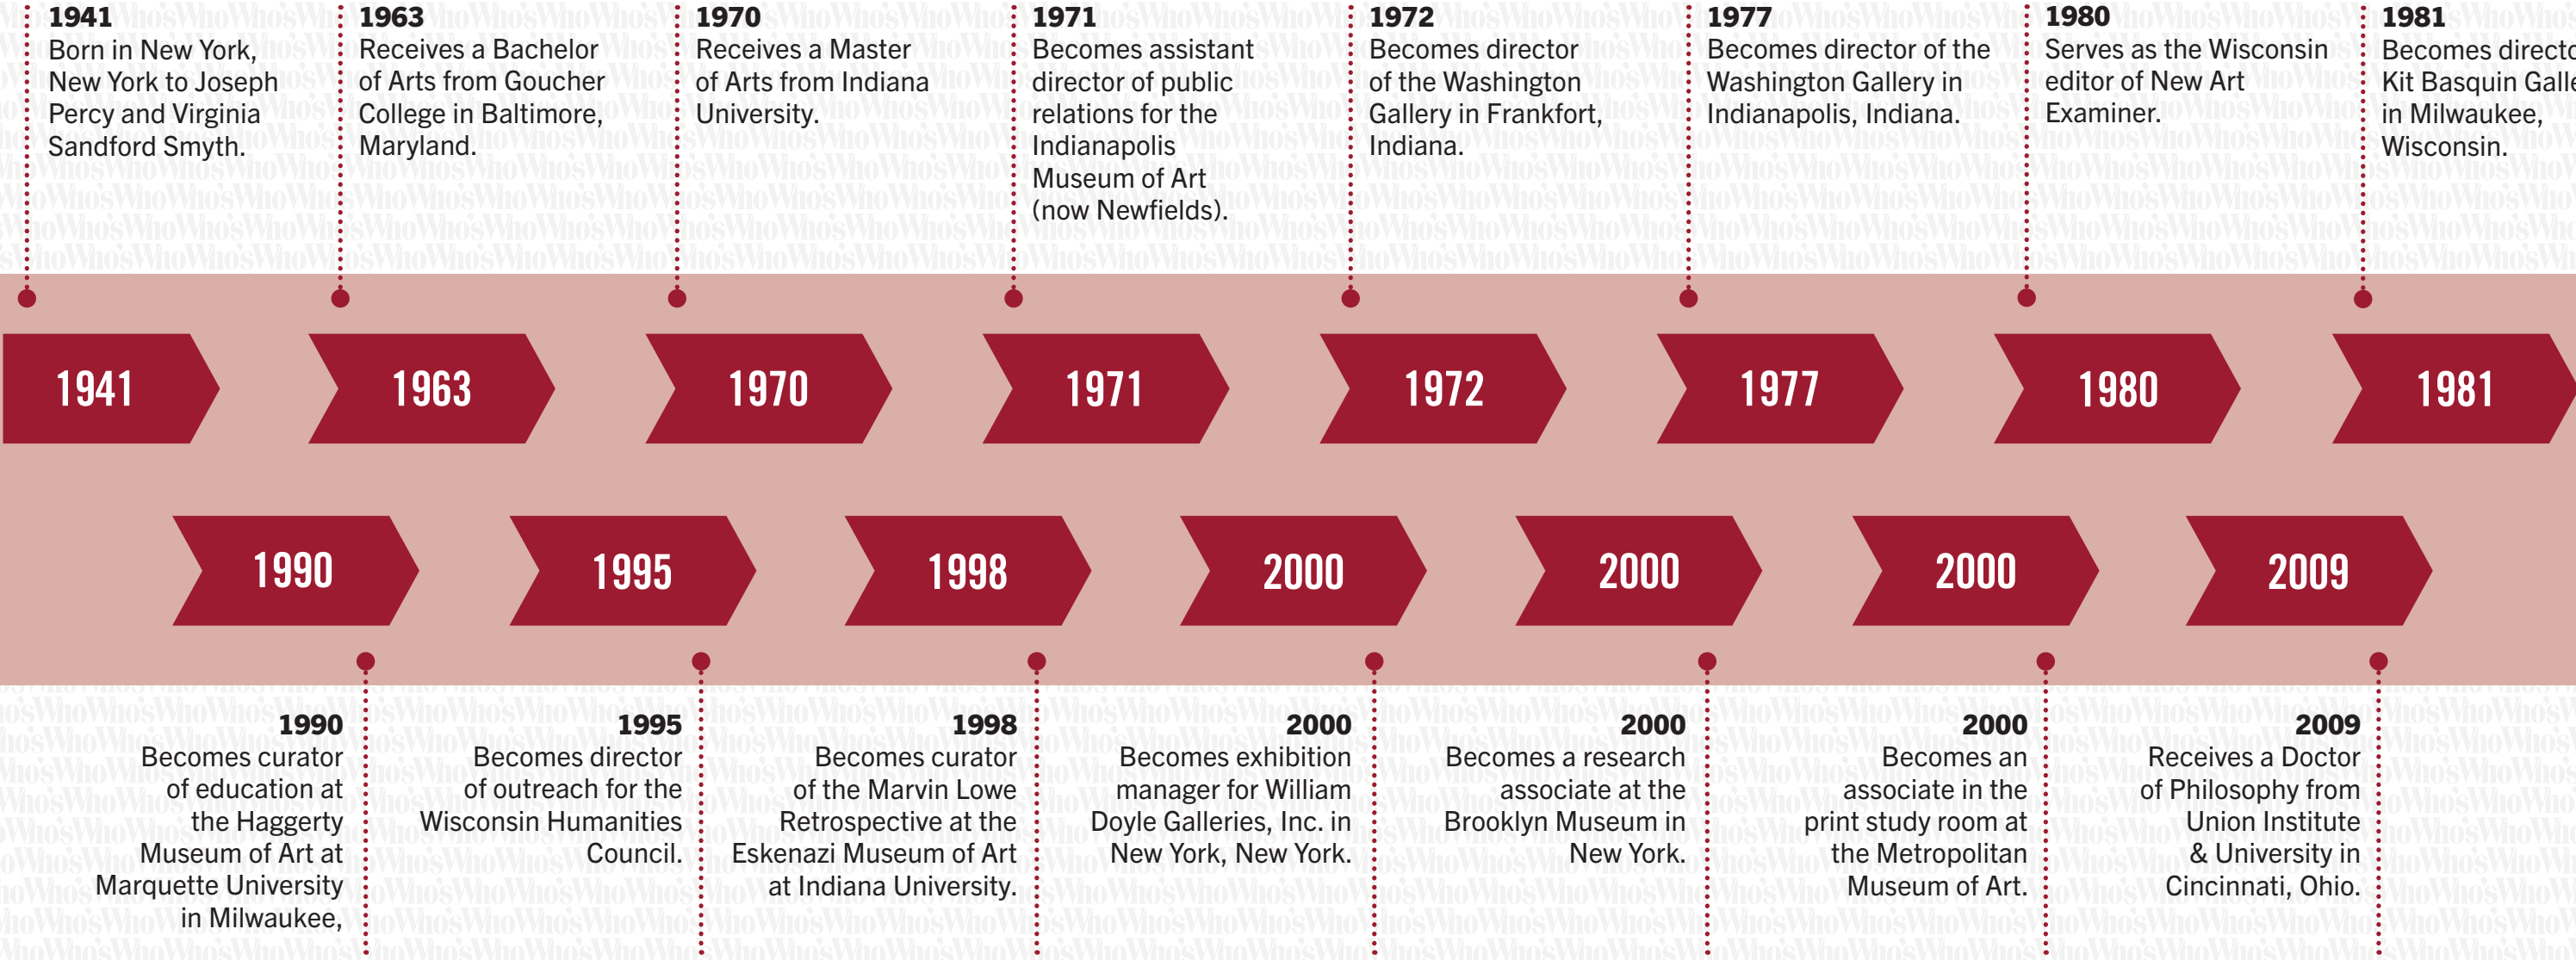 1941
Born in New York,
New York to Joseph
Percy and Virginia
Sandford Smyth.
1963
Receives a Bachelor
of Arts from Goucher
College in Baltimore,
Maryland.
1970
Receives a Master
of Arts from Indiana
University.
1971
Becomes assistant
director of public
relations for the
Indianapolis
Museum of Art
(now Newfields).
1972
Becomes director
of the Washington
Gallery in Frankfort,
Indiana.
1977
Becomes director of the
Washington Gallery in
Indianapolis, Indiana.
1980
Serves as the Wisconsin
editor of New Art
Examiner.
1981
Becomes directo
Kit Basquin Galle
in Milwaukee,
Wisconsin.
1941
1963
1970
1971
1972
1977
1980
1981
1990
1995
1998
2000
2000
2000
2009
1990
Becomes curator
of education at
the Haggerty
Museum of Art at
Marquette University
in Milwaukee,
1995
Becomes director
of outreach for the
Wisconsin Humanities
Council.
1998
Becomes curator
of the Marvin Lowe
Retrospective at the
Eskenazi Museum of Art
at Indiana University.
2000
Becomes exhibition
manager for William
Doyle Galleries, Inc. in
New York, New York.
2000
Becomes a research
associate at the
Brooklyn Museum in
New York.
2000
Becomes an
associate in the
print study room at
the Metropolitan
Museum of Art.
2009
Receives a Doctor
of Philosophy from
Union Institute
& University in
Cincinnati, Ohio.